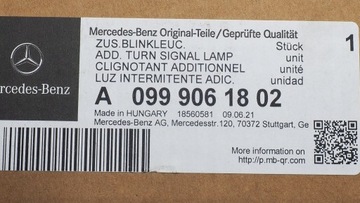 Mercedes-Benz Original-Teile/Geprüfte Qualität
ZUS.BLINKLEUC. Stück 1
ADD. TURN SIGNAL LAMP unit
CLIGNOTANT ADDITIONNEL unité
LUZ INTERMITENTE ADIC. unidad
rcedes-Benz
A 099 906 18 02
Made in HUNGARY 18560581 09.06.21
Mercedes-Benz AG, Mercedesstr.120, 70372 Stuttgart, Ge
More information on
http://p.mb-qr.com